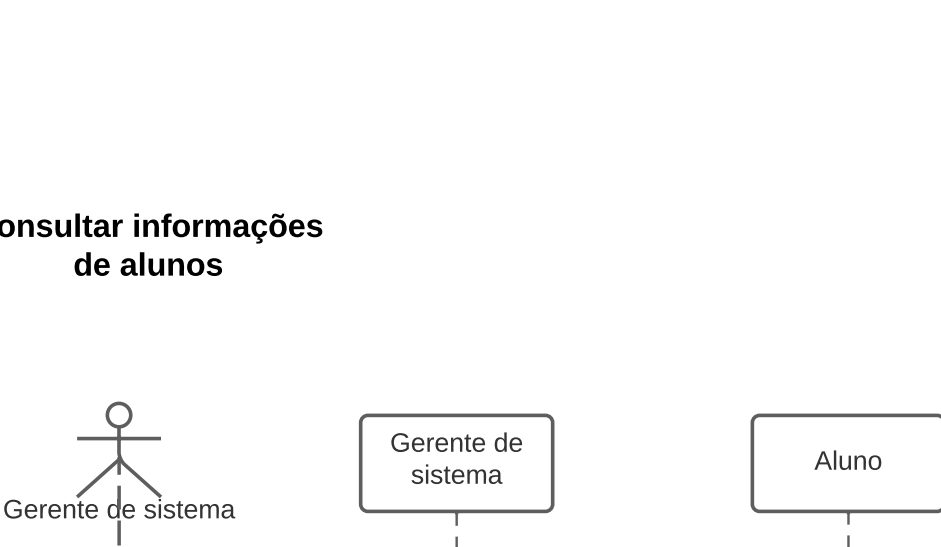 onsultar informações
de alunos
Gerente de
sistema
Aluno
Gerente de sistema